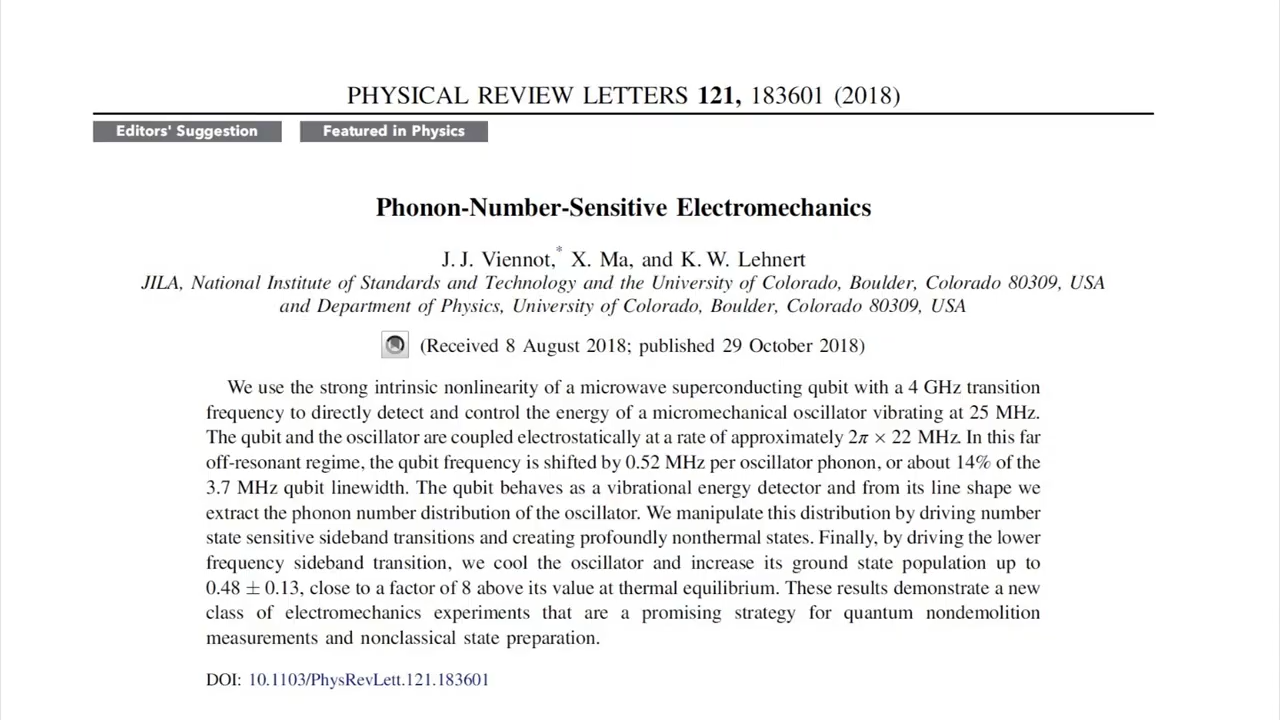 PHYSICAL REVIEW LETTERS 121, 183601 (2018)
Editors' Suggestion
Featured in Physics
Phonon-Number-Sensitive Electromechanics
J. J. Viennot,* X. Ma, and K. W. Lehnert
JILA, National Institute of Standards and Technology and the University of Colorado, Boulder, Colorado 80309, USA
and Department of Physics, University of Colorado, Boulder, Colorado 80309, USA
(Received 8 August 2018; published 29 October 2018)
We use the strong intrinsic nonlinearity of a microwave superconducting qubit with a 4 GHz transition
frequency to directly detect and control the energy of a micromechanical oscillator vibrating at 25 MHz.
The qubit and the oscillator are coupled electrostatically at a rate of approximately 2π × 22 MHz. In this far
off-resonant regime, the qubit frequency is shifted by 0.52 MHz per oscillator phonon, or about 14% of the
3.7 MHz qubit linewidth. The qubit behaves as a vibrational energy detector and from its line shape we
extract the phonon number distribution of the oscillator. We manipulate this distribution by driving number
state sensitive sideband transitions and creating profoundly nonthermal states. Finally, by driving the lower
frequency sideband transition, we cool the oscillator and increase its ground state population up to
0.48 ± 0.13, close to a factor of 8 above its value at thermal equilibrium. These results demonstrate a new
class of electromechanics experiments that are a promising strategy for quantum nondemolition
measurements and nonclassical state preparation.
DOI: 10.1103/PhysRevLett.121.183601